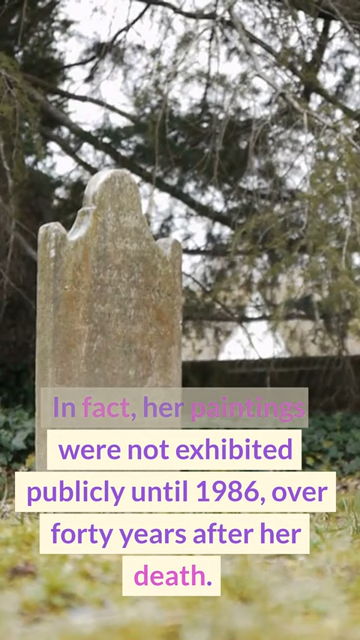 In fact, her paintings
were not exhibited
publicly until 1986, over
forty years after her
death.